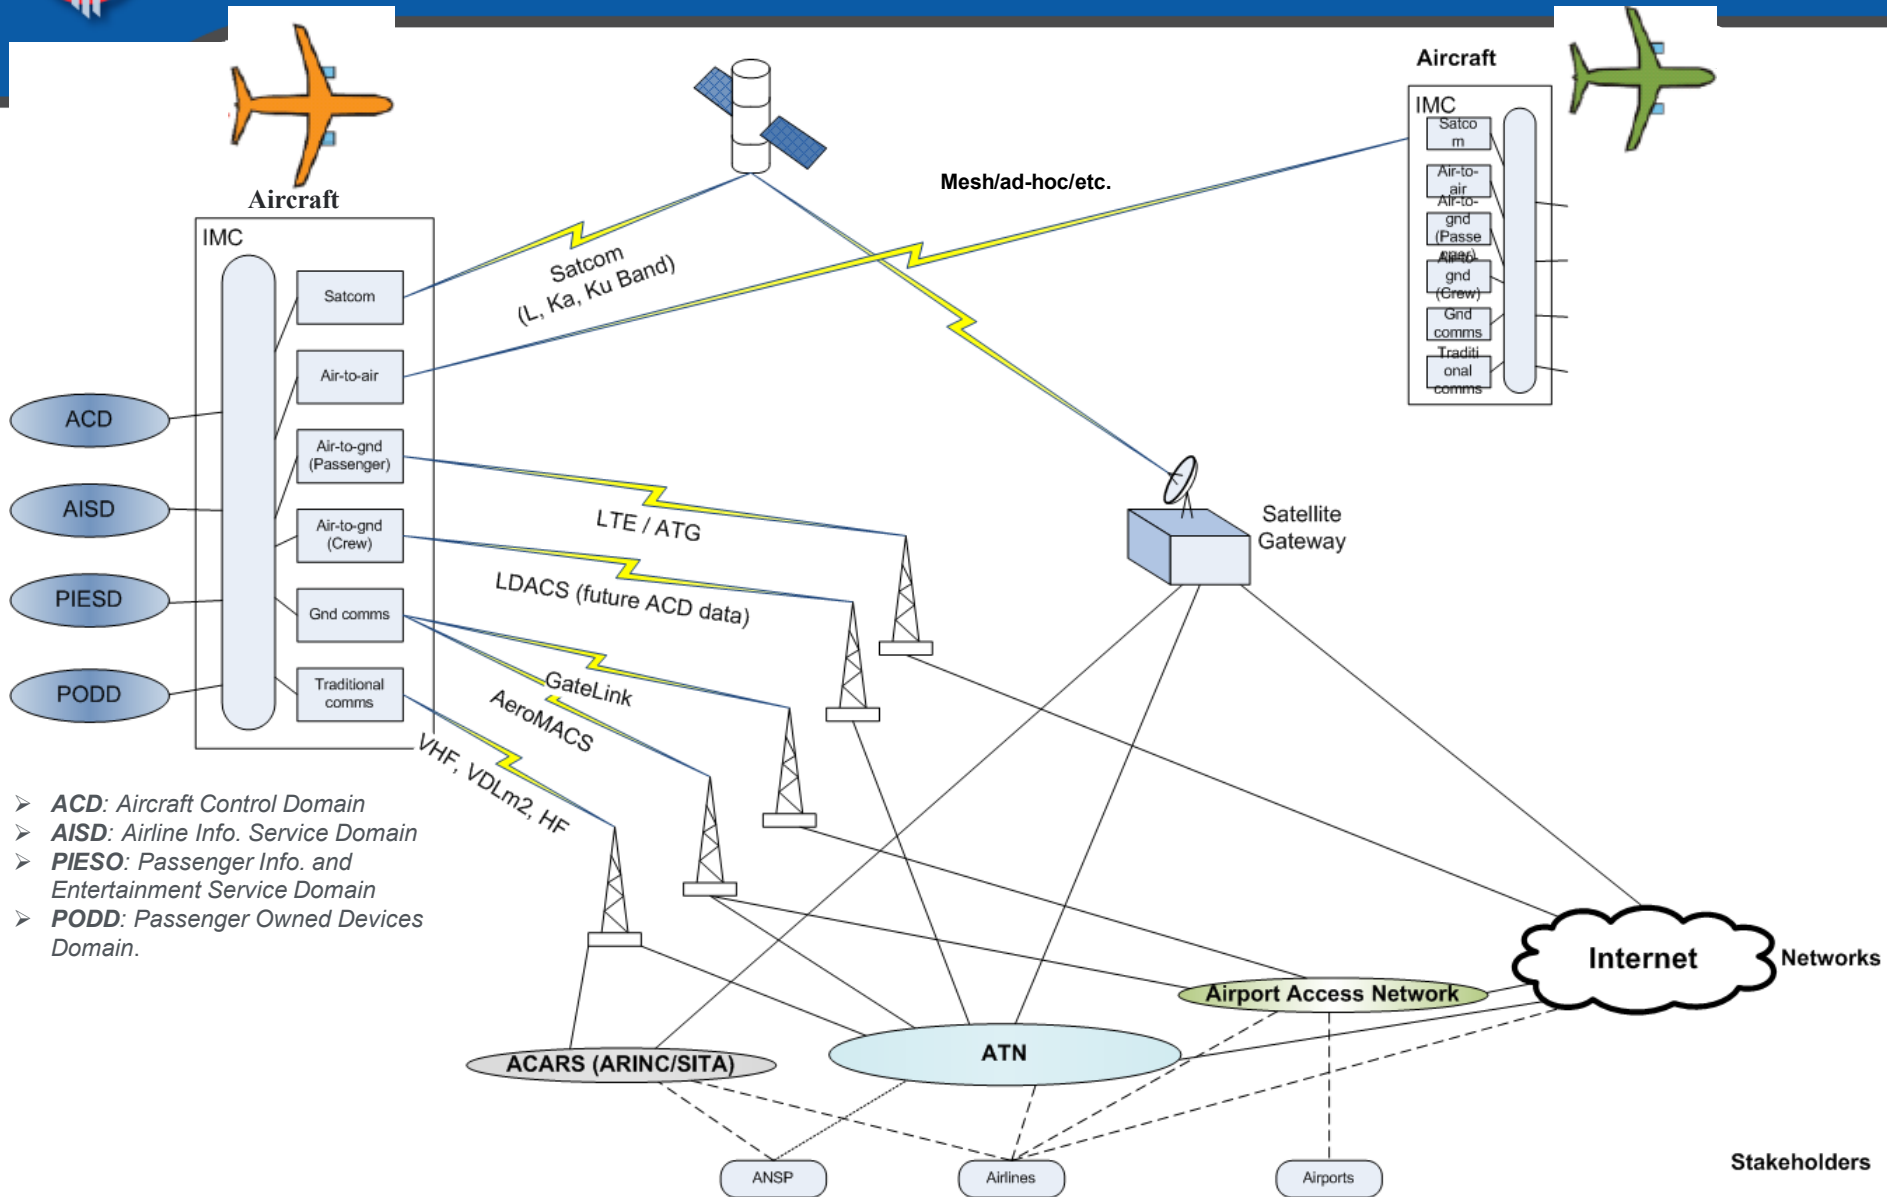 Aircraft
IMC
Satcom
Air-to-air
Air-to-gnd
(Passenger)
Air-to-gnd
(Crew)
Gnd comms
Traditional
comms
ACD
AISD
PIESD
PODD
Satcom
(L, Ka, Ku Band)
Mesh/ad-hoc/etc.
Aircraft
IMC
Satco
m
Air-to-
air
Air-to-
gnd
(Passe
nger)
Air-to-
gnd
(Crew)
Gnd
comms
Traditi
onal
comms
LTE / ATG
LDACS (future ACD data)
GateLink
AeroMACS
VHF, VDLm2, HF
Satellite
Gateway
➢ ACD: Aircraft Control Domain
➢ AISD: Airline Info. Service Domain
➢ PIESO: Passenger Info. and
Entertainment Service Domain
➢ PODD: Passenger Owned Devices
Domain.
Internet
Networks
Airport Access Network
ATN
ACARS (ARINC/SITA)
ANSP
Airlines
Airports
Stakeholders